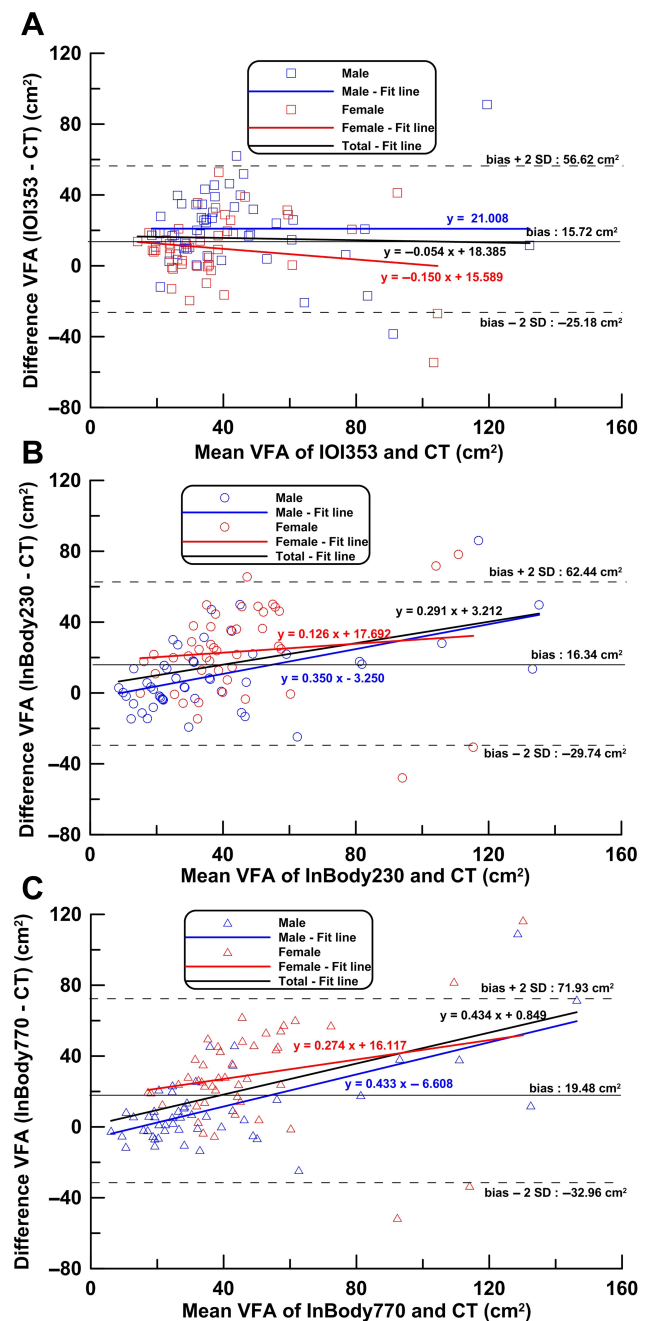 A
Difference VFA (IOI353 - CT) (cm²)
120
80
40
0
−40
−80
Male
Male - Fit line
Female
Female - Fit line
Total - Fit line
bias + 2 SD : 56.62 cm²
y = 21.008
bias : 15.72 cm²
y = −0.054 x + 18.385
y = −0.150 x + 15.589
bias − 2 SD : −25.18 cm²
0 40 80 120 160
Mean VFA of IOI353 and CT (cm²)
B
Difference VFA (InBody230 - CT) (cm²)
120
80
40
0
−40
−80
Male
Male - Fit line
Female
Female - Fit line
Total - Fit line
bias + 2 SD : 62.44 cm²
y = 0.291 x + 3.212
y = 0.126 x + 17.692
bias : 16.34 cm²
y = 0.350 x - 3.250
bias − 2 SD : −29.74 cm²
0 40 80 120 160
Mean VFA of InBody230 and CT (cm²)
C
Difference VFA (InBody770 - CT) (cm²)
120
80
40
0
−40
−80
Male
Male - Fit line
Female
Female - Fit line
Total - Fit line
bias + 2 SD : 71.93 cm²
y = 0.434 x + 0.849
y = 0.274 x + 16.117
y = 0.433 x − 6.608
bias : 19.48 cm²
bias − 2 SD : −32.96 cm²
0 40 80 120 160
Mean VFA of InBody770 and CT (cm²)